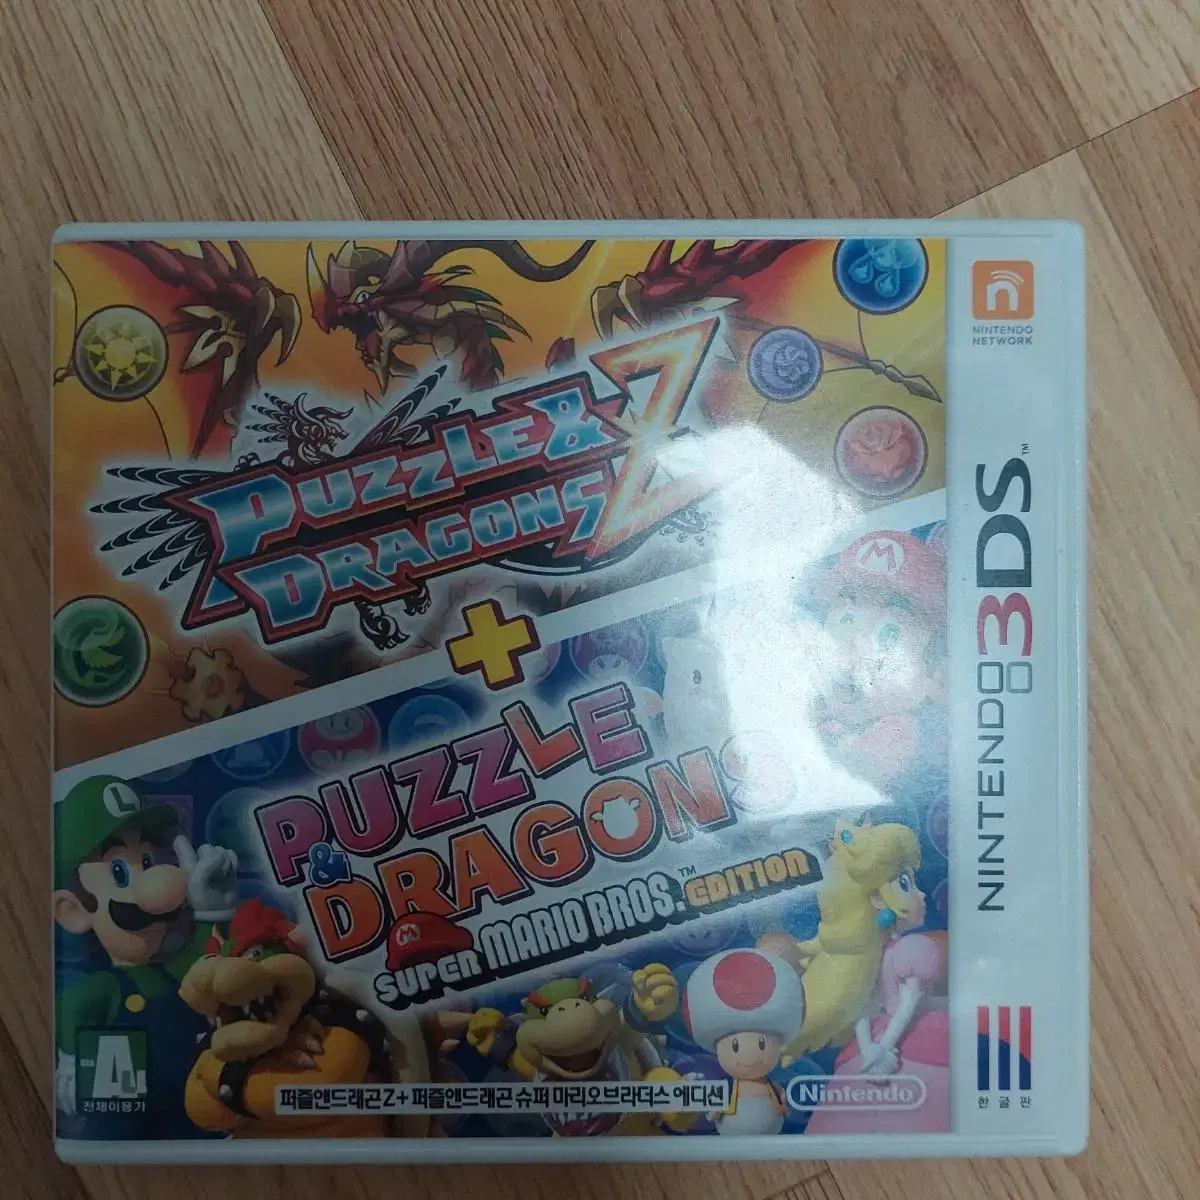 PUZZLE &
DRAGONS Z
+
PUZZLE
& DRAGONS
SUPER MARIO BROS.™ EDITION
퍼즐앤드래곤 Z + 퍼즐앤드래곤 슈퍼 마리오브라더스 에디션
Nintendo
전체이용가
NINTENDO
NETWORK
NINTENDO 3DS™
한글판